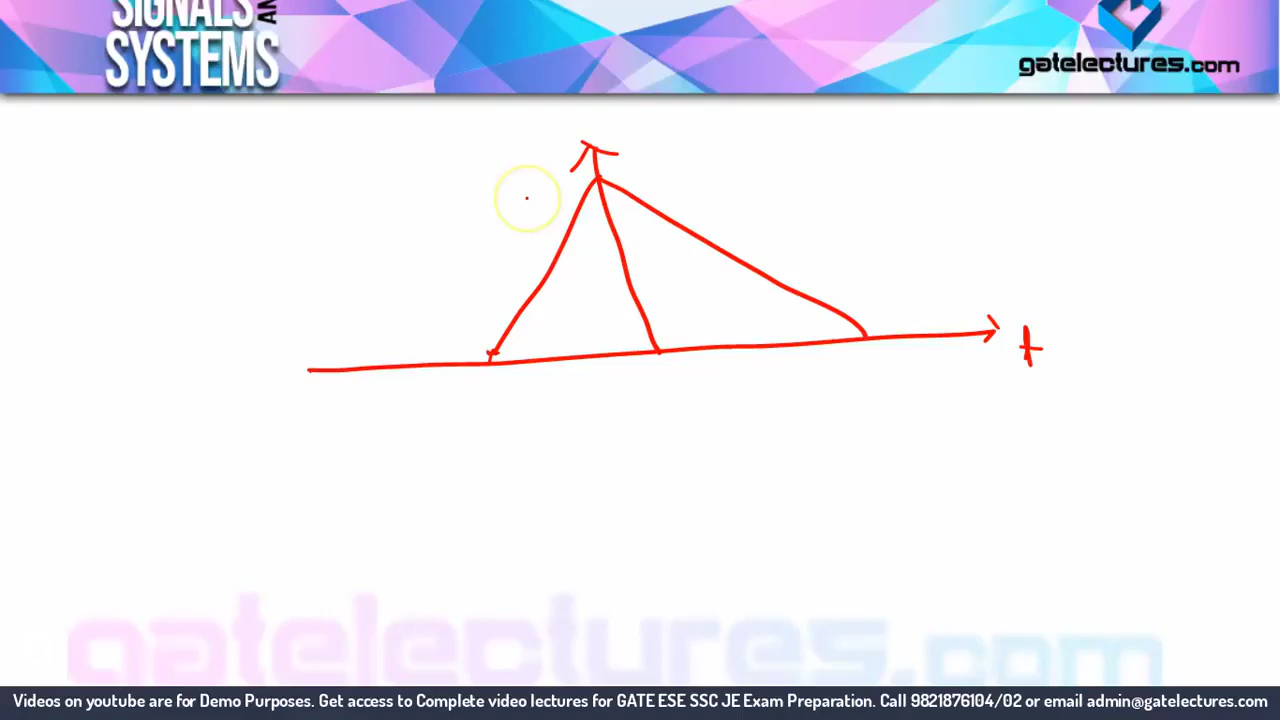 SIGNALS AND
SYSTEMS
gatelectures.com
t
gatelectures.com
Videos on youtube are for Demo Purposes. Get access to Complete video lectures for GATE ESE SSC JE Exam Preparation. Call 9821876104/02 or email admin@gatelectures.com